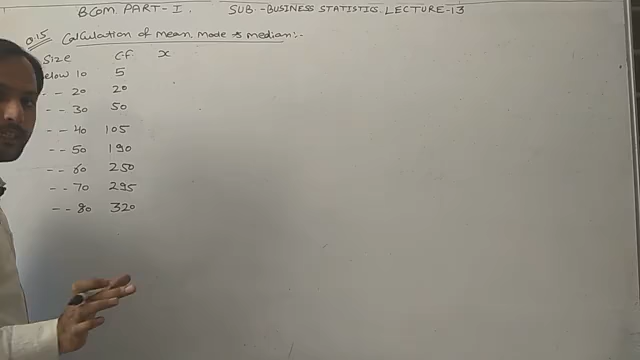 BCOM. PART-I SUB.-BUSINESS STATISTICS. LECTURE-13
Q.15 Calculation of mean mode & median:-
Size C.f. x
elow 10 5
-- 20 20
-- 30 50
-- 40 105
-- 50 190
-- 60 250
-- 70 295
-- 80 320